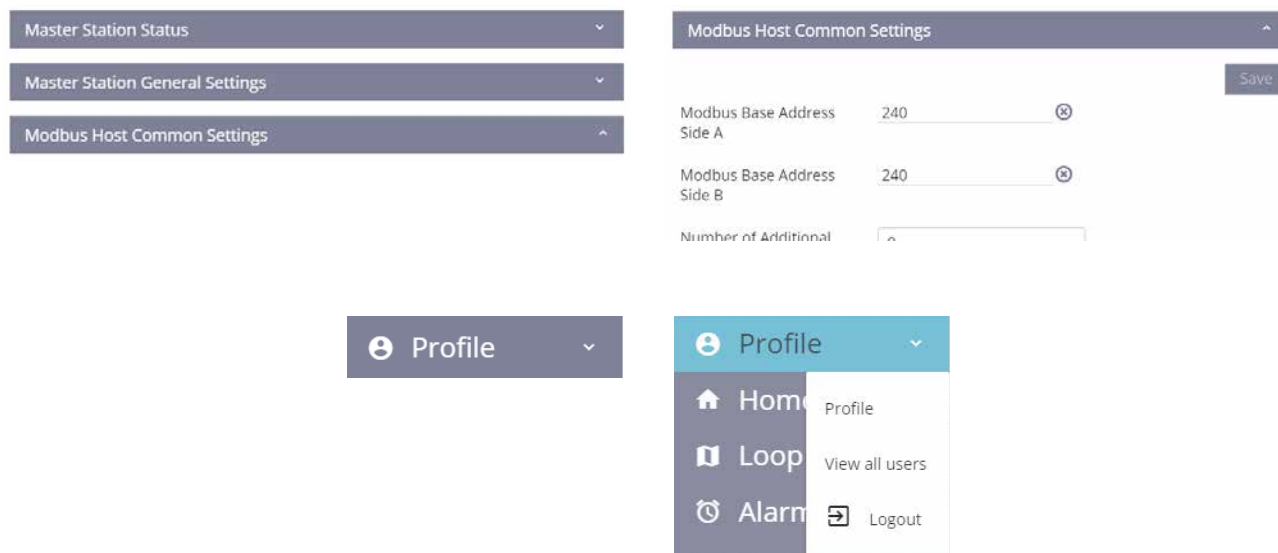 Master Station Status
Master Station General Settings
Modbus Host Common Settings
Modbus Host Common Settings
Save
Modbus Base Address
Side A
240
Modbus Base Address
Side B
240
Number of Additional
Profile
Profile
Home
Profile
Loop
View all users
Alarm
Logout